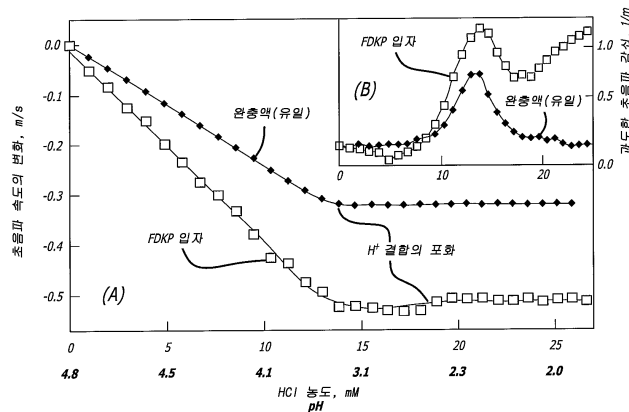 초음파 속도의 변화, m/s
0.0
-0.1
-0.2
-0.3
-0.4
-0.5
(A)
완충액(유일)
FDKP 입자
H+ 결합의 포화
(B)
FDKP 입자
완충액(유일)
1.0
0.5
0.0
과도한 초음파 감쇠 1/m
0 10 20
0 5 10 15 20 25
4.8 4.5 4.1 3.1 2.3 2.0
HCl 농도, mM
pH